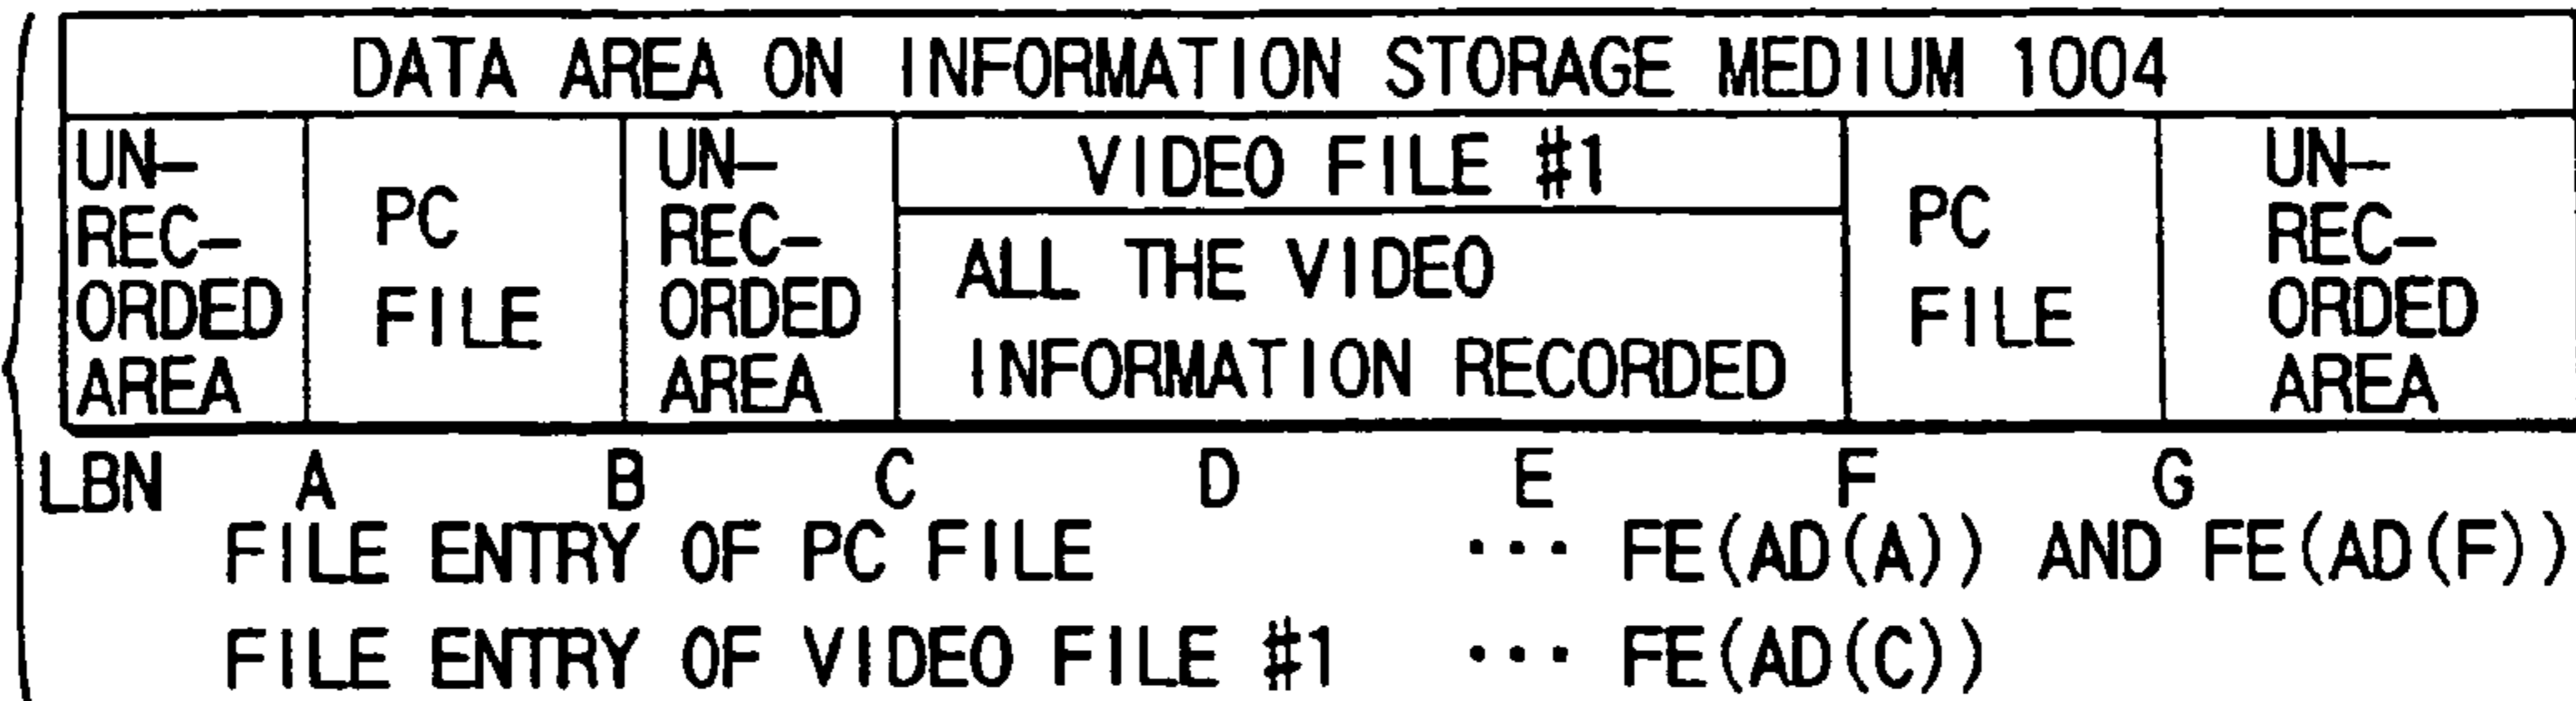 DATA AREA ON INFORMATION STORAGE MEDIUM 1004
UN-
REC-
ORDED
AREA
PC
FILE
UN-
REC-
ORDED
AREA
VIDEO FILE #1
ALL THE VIDEO
INFORMATION RECORDED
PC
FILE
UN-
REC-
ORDED
AREA
LBN A B C D E F G
FILE ENTRY OF PC FILE ··· FE(AD(A)) AND FE(AD(F))
FILE ENTRY OF VIDEO FILE #1 ··· FE(AD(C))